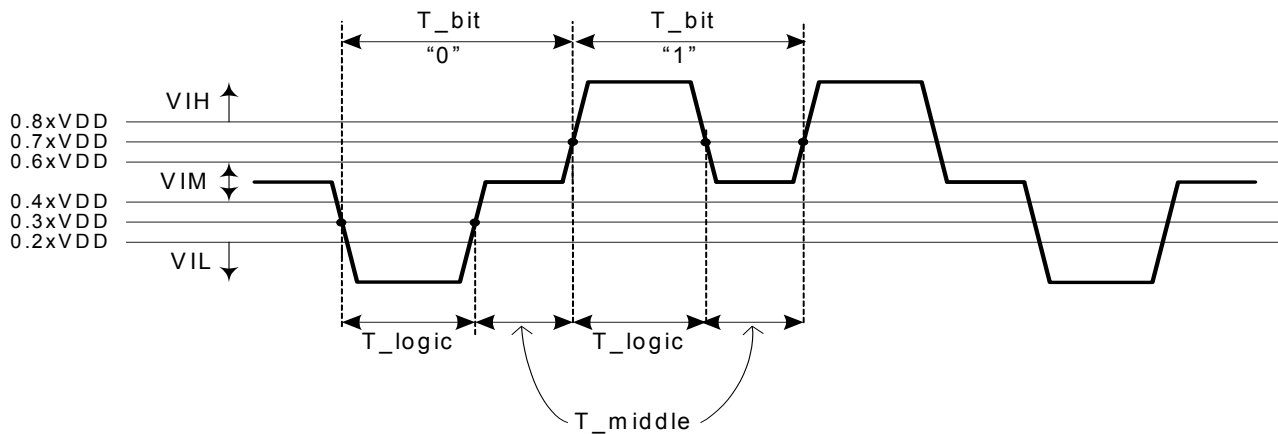 T_bit
T_bit
“0”
“1”
VIH
0.8xVDD
0.7xVDD
0.6xVDD
VIM
0.4xVDD
0.3xVDD
0.2xVDD
VIL
T_logic
T_logic
T_middle